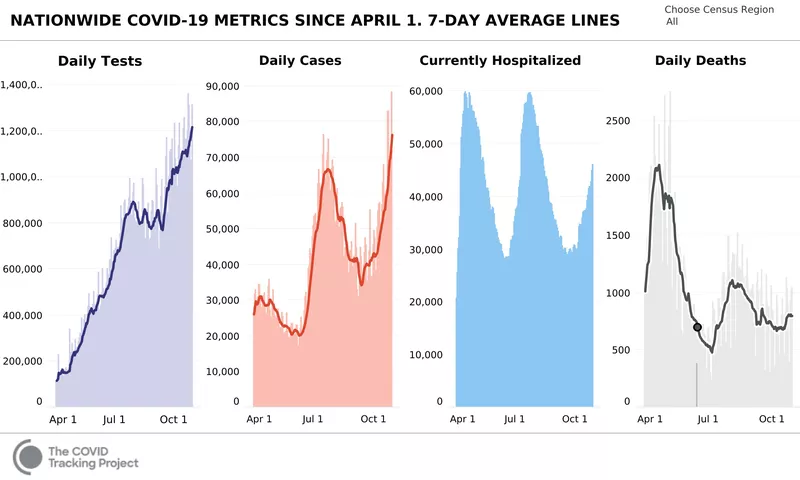 NATIONWIDE COVID-19 METRICS SINCE APRIL 1. 7-DAY AVERAGE LINES
Choose Census Region
All
Daily Tests
1,400,0..
1,200,0..
1,000,0..
800,000
600,000
400,000
200,000
0
Apr 1 Jul 1 Oct 1
Daily Cases
90,000
80,000
70,000
60,000
50,000
40,000
30,000
20,000
10,000
0
Apr 1 Jul 1 Oct 1
Currently Hospitalized
60,000
50,000
40,000
30,000
20,000
10,000
0
Apr 1 Jul 1 Oct 1
Daily Deaths
2500
2000
1500
1000
500
0
Apr 1 Jul 1 Oct 1
The COVID
Tracking Project